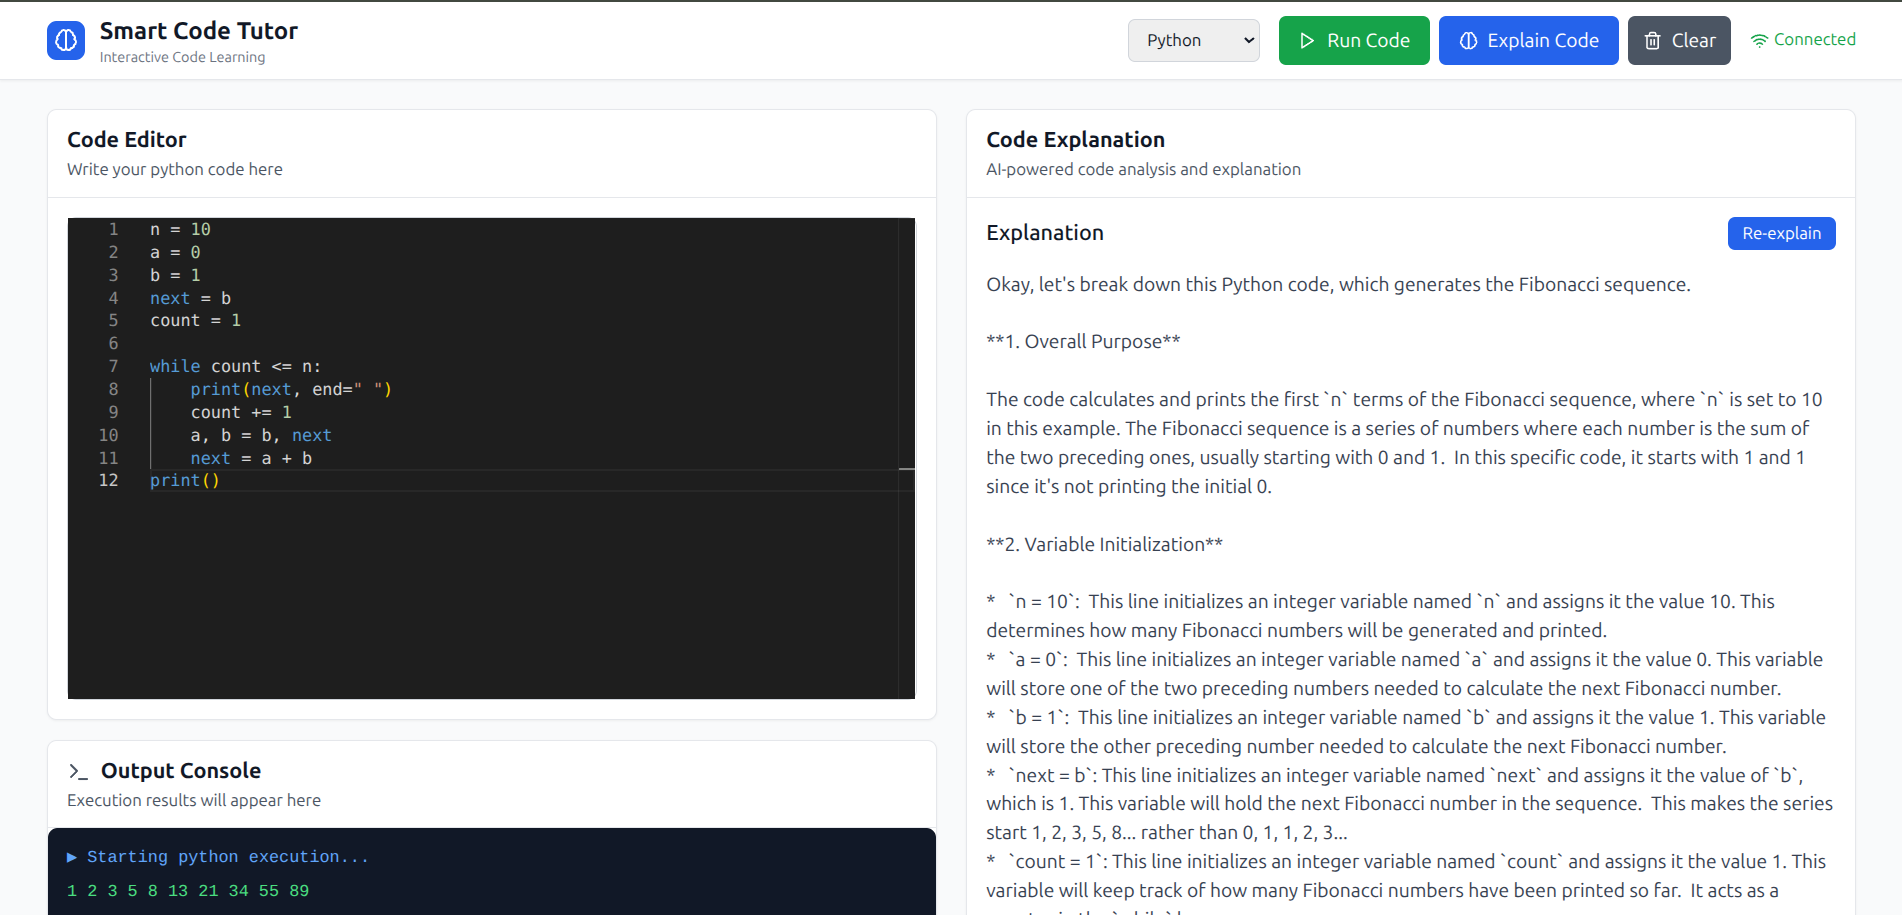 Smart Code Tutor
Interactive Code Learning
Python
Run Code
Explain Code
Clear
Connected
Code Editor
Write your python code here
1 n = 10
2 a = 0
3 b = 1
4 next = b
5 count = 1
6
7 while count <= n:
8     print(next, end=" ")
9     count += 1
10     a, b = b, next
11     next = a + b
12 print()
Output Console
Execution results will appear here
▶ Starting python execution...
1 2 3 5 8 13 21 34 55 89
Code Explanation
AI-powered code analysis and explanation
Explanation
Re-explain
Okay, let's break down this Python code, which generates the Fibonacci sequence.
**1. Overall Purpose**
The code calculates and prints the first `n` terms of the Fibonacci sequence, where `n` is set to 10
in this example. The Fibonacci sequence is a series of numbers where each number is the sum of
the two preceding ones, usually starting with 0 and 1.  In this specific code, it starts with 1 and 1
since it's not printing the initial 0.
**2. Variable Initialization**
*   `n = 10`:  This line initializes an integer variable named `n` and assigns it the value 10. This
determines how many Fibonacci numbers will be generated and printed.
*   `a = 0`:  This line initializes an integer variable named `a` and assigns it the value 0. This variable
will store one of the two preceding numbers needed to calculate the next Fibonacci number.
*   `b = 1`:  This line initializes an integer variable named `b` and assigns it the value 1. This variable
will store the other preceding number needed to calculate the next Fibonacci number.
*   `next = b`: This line initializes an integer variable named `next` and assigns it the value of `b`,
which is 1. This variable will hold the next Fibonacci number in the sequence.  This makes the series
start 1, 2, 3, 5, 8... rather than 0, 1, 1, 2, 3...
*   `count = 1`: This line initializes an integer variable named `count` and assigns it the value 1. This
variable will keep track of how many Fibonacci numbers have been printed so far.  It acts as a